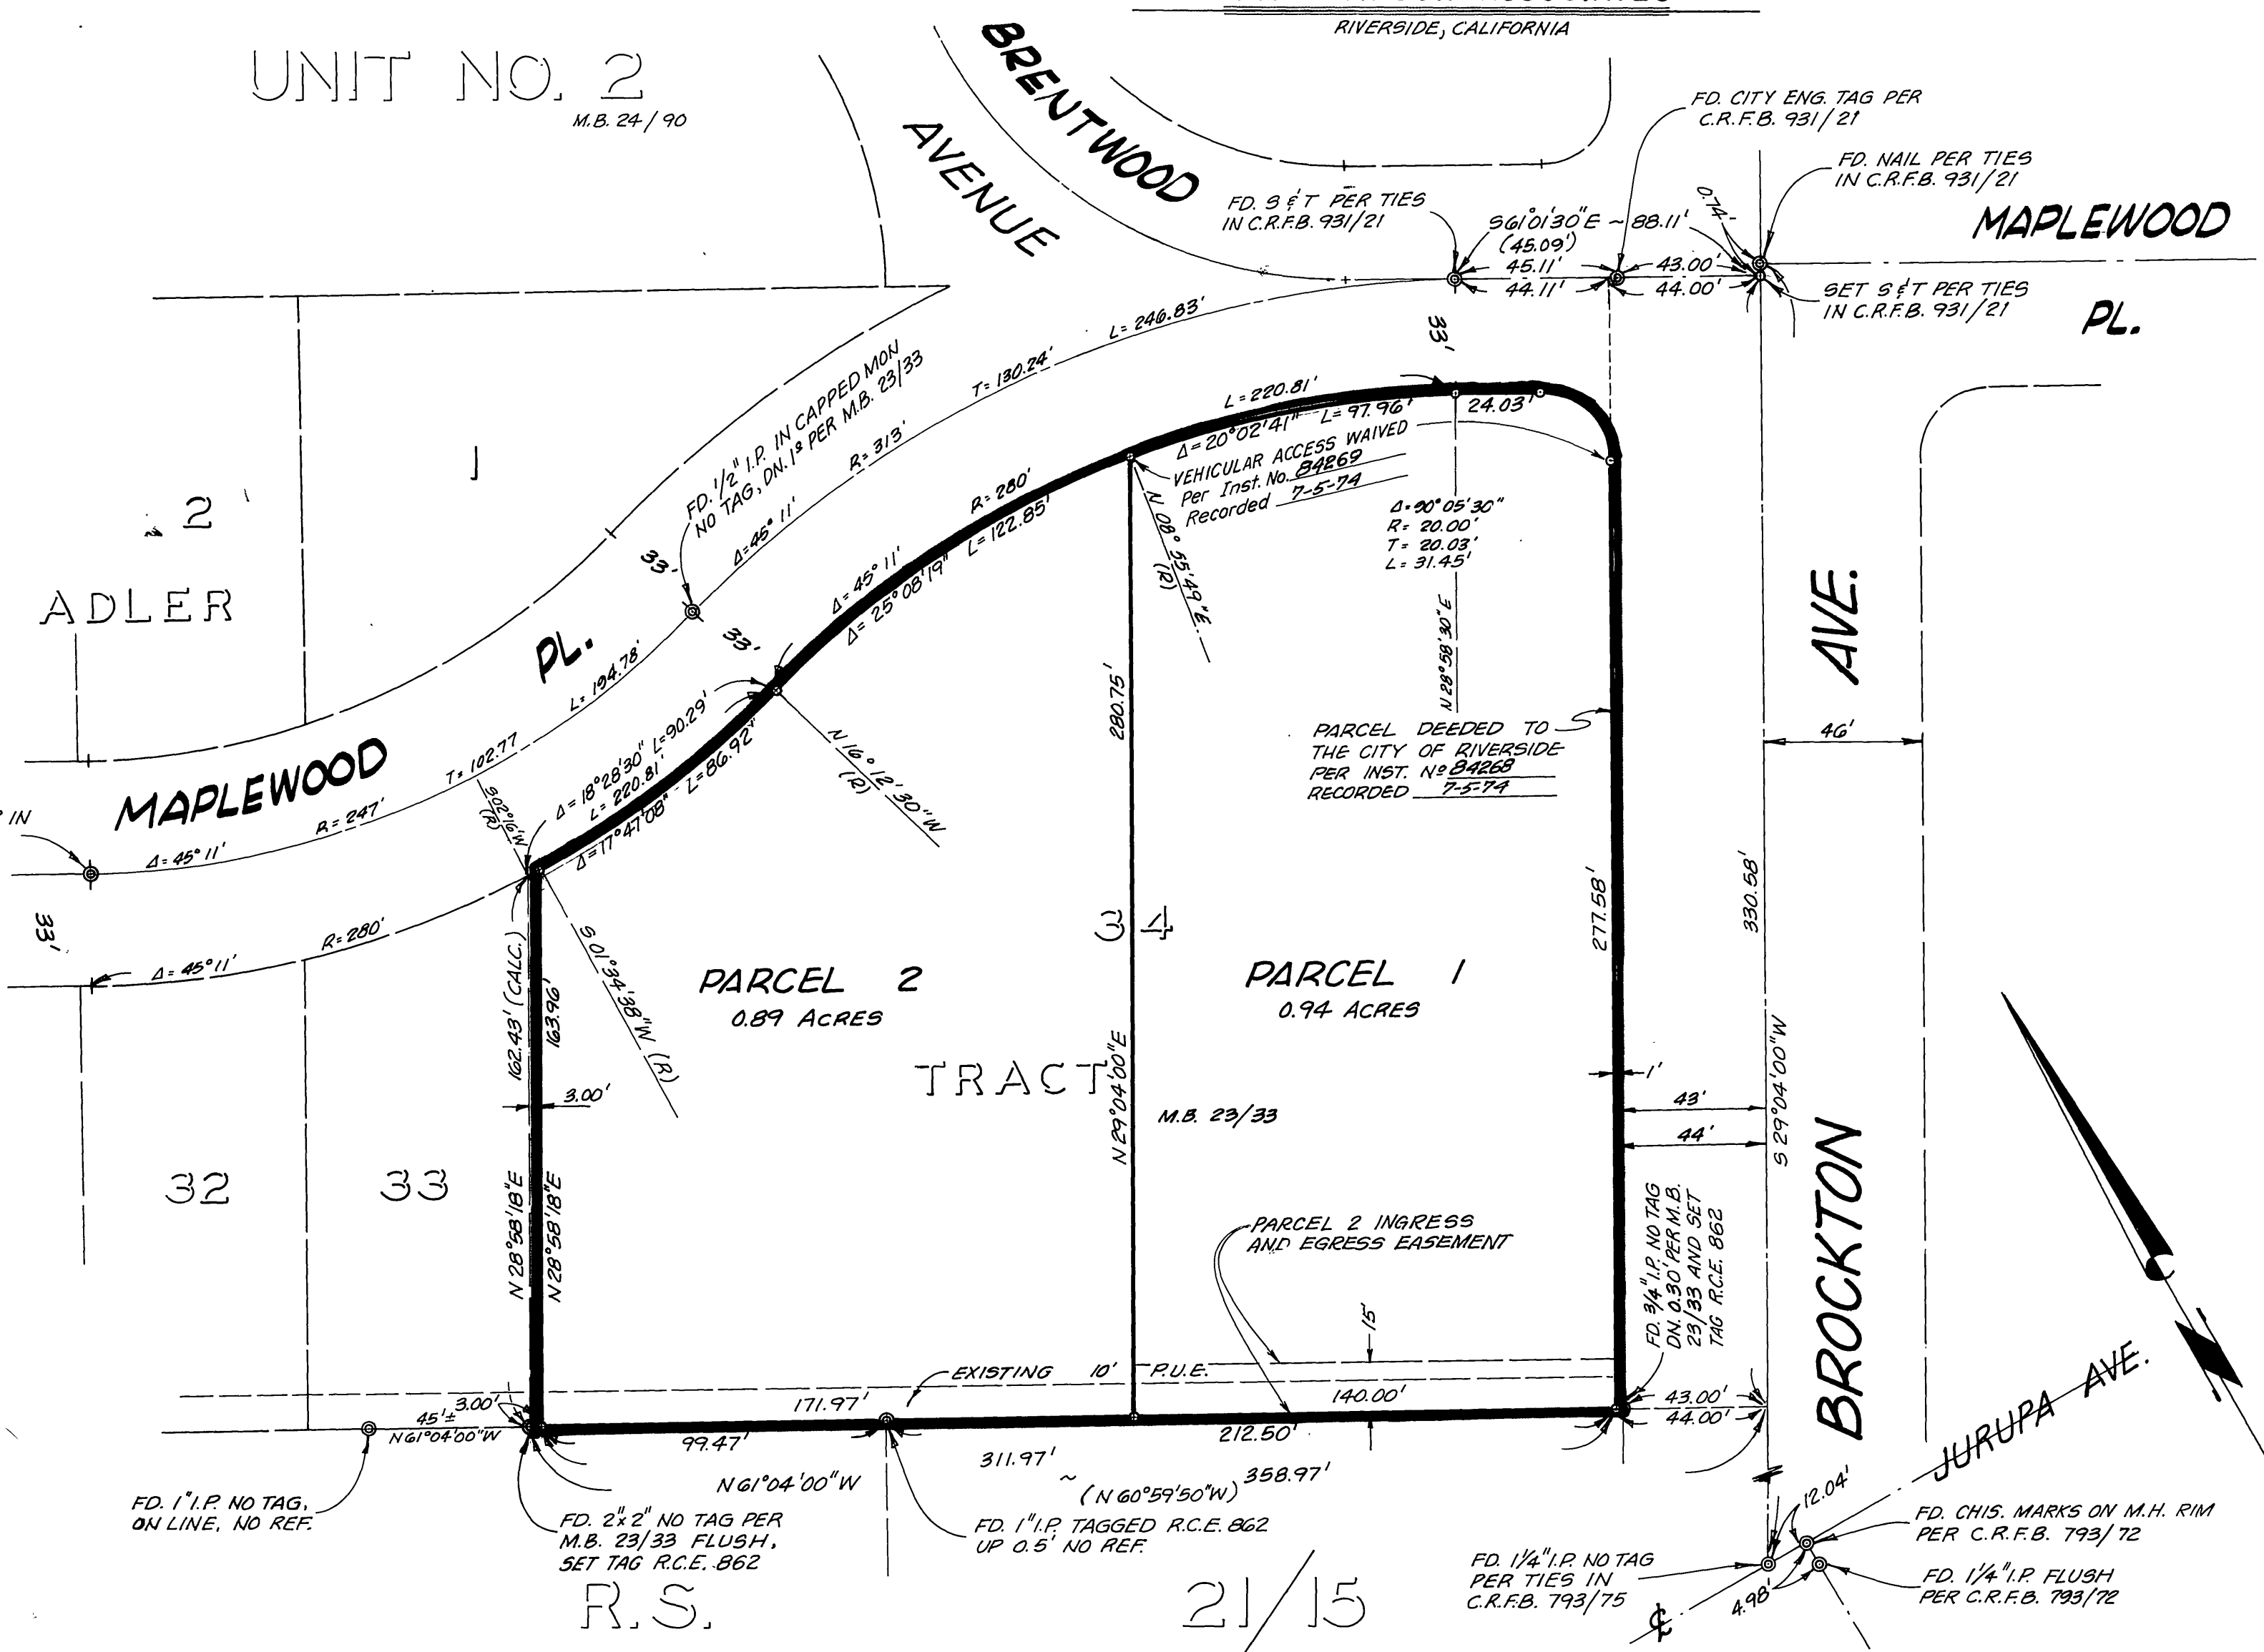 RIVERSIDE, CALIFORNIA
UNIT NO. 2
M.B. 24/90
BRENTWOOD
AVENUE
FD. CITY ENG. TAG PER
C.R.F.B. 931/21
FD. NAIL PER TIES
IN C.R.F.B. 931/21
FD. S & T PER TIES
IN C.R.F.B. 931/21
S61°01'30"E ~ 88.11'
(45.09')
45.11'
44.11'
43.00'
44.00'
0.74'
MAPLEWOOD
PL.
SET S & T PER TIES
IN C.R.F.B. 931/21
33'
L= 246.83'
T= 130.24'
R= 313'
Δ=45°11'
FD. 1/2" I.P. IN CAPPED MON
NO TAG, DN. 1.8 PER M.B. 23/33
L= 220.81'
Δ= 20°02'41" L= 97.96'
24.03'
VEHICULAR ACCESS WAIVED
Per Inst. No. 84269
Recorded 7-5-74
N 08° 55' 49" E
(R)
Δ=90°05'30"
R= 20.00'
T= 20.03'
L= 31.45'
N 28°58'30" E
R= 280'
L= 122.85'
Δ= 45°11'
Δ= 25°08'19"
1
2
ADLER
33'
33'
PL.
L= 194.78'
T= 102.77
MAPLEWOOD
R= 247'
Δ= 45°11'
IN
33'
R=280'
Δ= 45°11'
S02°16'W
(R)
Δ= 18°28'30" L=90.29'
L= 220.81'
Δ=17°47'08" L= 86.92'
N 16° 12' 30" W
(R)
S 01°34'38"W (R)
280.75'
N 29°04'00"E
PARCEL DEEDED TO
THE CITY OF RIVERSIDE
PER INST. No 84268
RECORDED 7-5-74
AVE.
46'
277.58'
330.58'
S 29°04'00"W
34
PARCEL 2
0.89 ACRES
PARCEL 1
0.94 ACRES
162.43' (CALC.)
163.96'
3.00'
N 28°58'18"E
N 28°58'18"E
TRACT
M.B. 23/33
1'
43'
44'
32
33
PARCEL 2 INGRESS
AND EGRESS EASEMENT
15'
FD. 3/4" I.P. NO TAG
DN. 0.30' PER M.B.
23/33 AND SET
TAG R.C.E. 862
BROCKTON
EXISTING 10' P.U.E.
3.00'
45'±
N61°04'00"W
171.97'
99.47'
140.00'
212.50'
43.00'
44.00'
311.97'
N 61°04'00"W ~ (N 60°59'50"W) 358.97'
JURUPA AVE.
12.04'
4.98'
FD. 1" I.P. NO TAG,
ON LINE, NO REF.
FD. 2"x2" NO TAG PER
M.B. 23/33 FLUSH,
SET TAG R.C.E. 862
FD. 1" I.P. TAGGED R.C.E. 862
UP 0.5' NO REF.
FD. 1 1/4" I.P. NO TAG
PER TIES IN
C.R.F.B. 793/75
FD. CHIS. MARKS ON M.H. RIM
PER C.R.F.B. 793/72
FD. 1 1/4" I.P. FLUSH
PER C.R.F.B. 793/72
R.S. 21/15